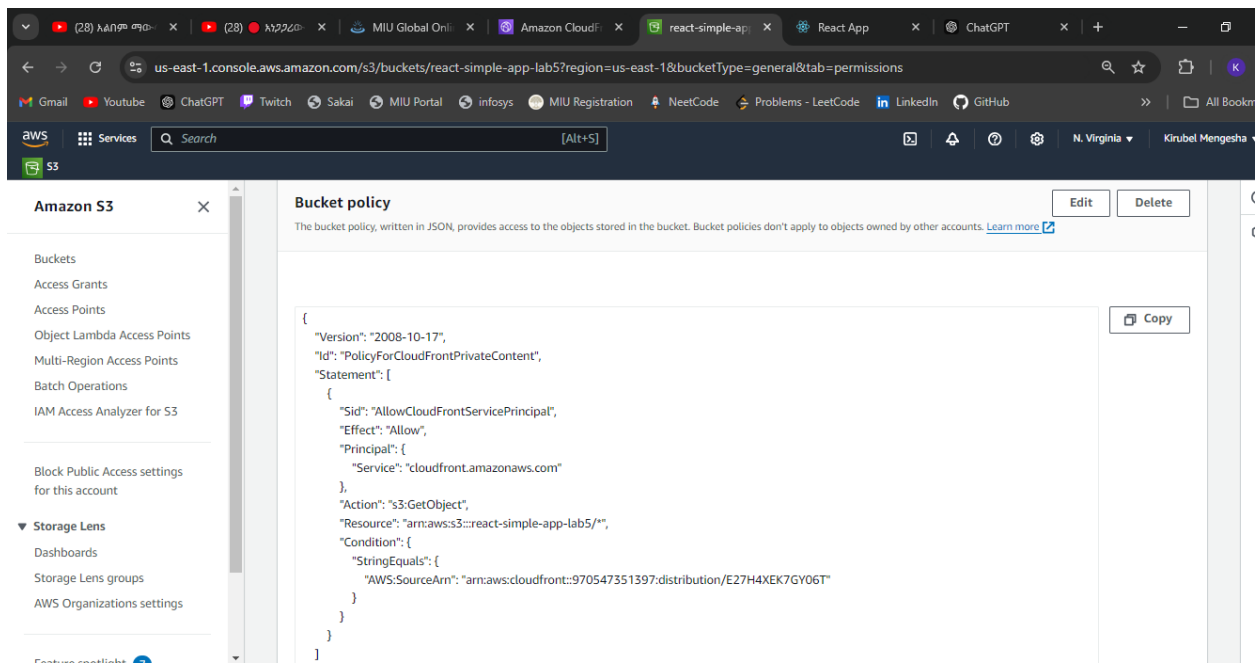 (28) አልበም
(28)
MIU Global Onli
Amazon CloudF
react-simple-ap
React App
ChatGPT
us-east-1.console.aws.amazon.com/s3/buckets/react-simple-app-lab5?region=us-east-1&bucketType=general&tab=permissions
K
Gmail Youtube ChatGPT Twitch Sakai MIU Portal infosys MIU Registration NeetCode Problems - LeetCode LinkedIn GitHub » All Bookm
aws Services Search [Alt+S] N. Virginia Kirubel Mengesha
S3
Amazon S3
Buckets
Access Grants
Access Points
Object Lambda Access Points
Multi-Region Access Points
Batch Operations
IAM Access Analyzer for S3
Block Public Access settings
for this account
Storage Lens
Dashboards
Storage Lens groups
AWS Organizations settings
Feature spotlight 7
Bucket policy
Edit
Delete
The bucket policy, written in JSON, provides access to the objects stored in the bucket. Bucket policies don't apply to objects owned by other accounts. Learn more
Copy
{
"Version": "2008-10-17",
"Id": "PolicyForCloudFrontPrivateContent",
"Statement": [
{
"Sid": "AllowCloudFrontServicePrincipal",
"Effect": "Allow",
"Principal": {
"Service": "cloudfront.amazonaws.com"
},
"Action": "s3:GetObject",
"Resource": "arn:aws:s3:::react-simple-app-lab5/*",
"Condition": {
"StringEquals": {
"AWS:SourceArn": "arn:aws:cloudfront::970547351397:distribution/E27H4XEK7GY06T"
}
}
}
]